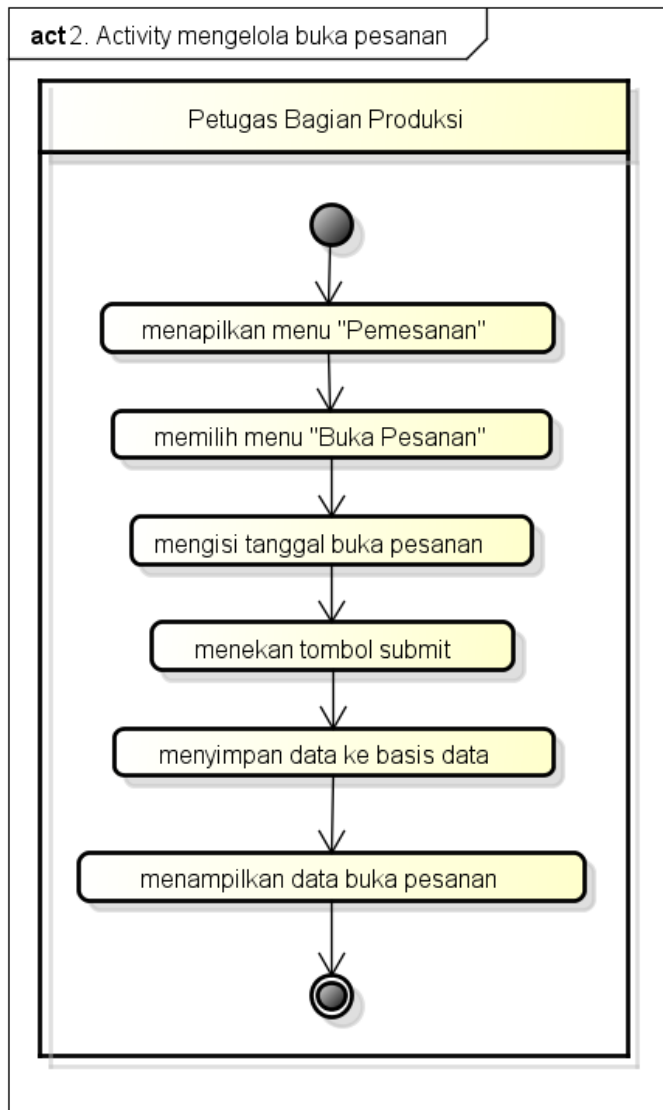 act 2. Activity mengelola buka pesanan
Petugas Bagian Produksi
menapilkan menu "Pemesanan"
memilih menu "Buka Pesanan"
mengisi tanggal buka pesanan
menekan tombol submit
menyimpan data ke basis data
menampilkan data buka pesanan